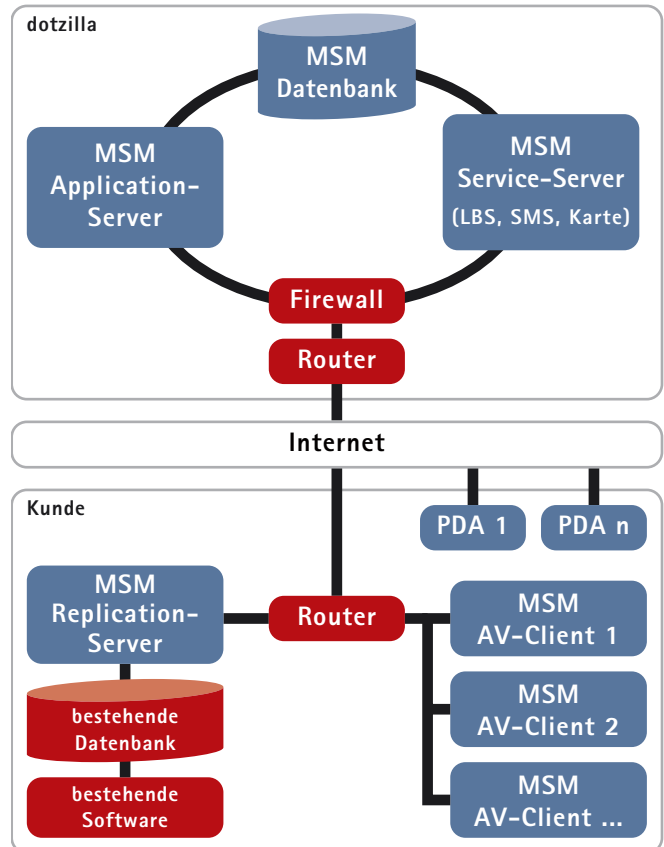 dotzilla
MSM
Datenbank
MSM
Application-
Server
MSM
Service-Server
(LBS, SMS, Karte)
Firewall
Router
Internet
Kunde
PDA 1
PDA n
MSM
Replication-
Server
Router
MSM
AV-Client 1
bestehende
Datenbank
MSM
AV-Client 2
bestehende
Software
MSM
AV-Client ...